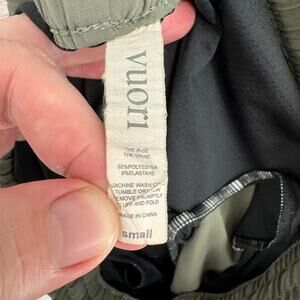 vuori
THE RISE
THE SHINE
92%POLYESTER
8%ELASTANE
MACHINE WASH COLD
TUMBLE DRY LOW
REMOVE PROMPTLY
FLUFF AND FOLD
MADE IN CHINA
small